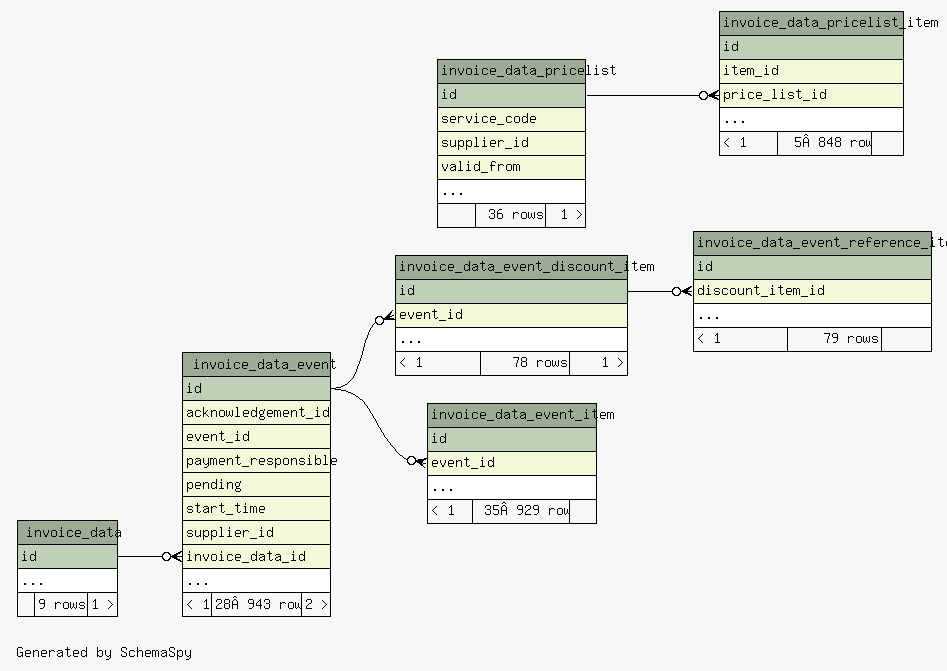 invoice_data_pricelist_item
id
item_id
price_list_id
...
< 1 5Â 848 row
invoice_data_pricelist
id
service_code
supplier_id
valid_from
...
36 rows 1 >
invoice_data_event_reference_ite
id
discount_item_id
...
< 1 79 rows
invoice_data_event_discount_item
id
event_id
...
< 1 78 rows 1 >
invoice_data_event
id
acknowledgement_id
event_id
payment_responsible
pending
start_time
supplier_id
invoice_data_id
...
< 1 28Â 943 row 2 >
invoice_data_event_item
id
event_id
...
< 1 35Â 929 row
invoice_data
id
...
9 rows 1 >
Generated by SchemaSpy